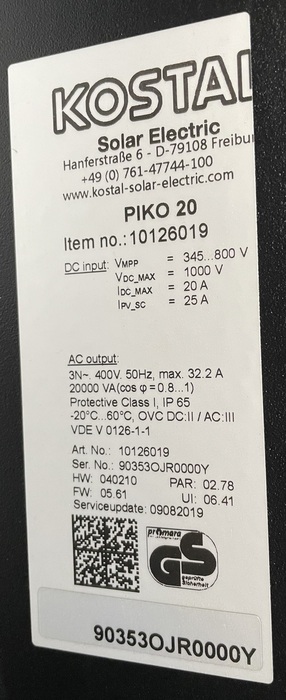 KOSTAL
Solar Electric
Hanferstraße 6 - D-79108 Freibu
+49 (0) 761-47744-100
www.kostal-solar-electric.com
PIKO 20
Item no.:10126019
DC input: VMPP = 345...800 V
VDC_MAX = 1000 V
IDC_MAX = 20 A
IPV_SC = 25 A
AC output:
3N~, 400V, 50Hz, max. 32.2 A
20000 VA(cos φ=0.8...1)
Protective Class I, IP 65
-20°C...60°C, OVC DC:II / AC:III
VDE V 0126-1-1
Art. No.: 10126019
Ser. No.: 90353OJR0000Y
HW: 040210 PAR: 02.78
FW: 05.61 UI: 06.41
Serviceupdate: 09082019
geprüfte
Sicherheit
GS
90353OJR0000Y